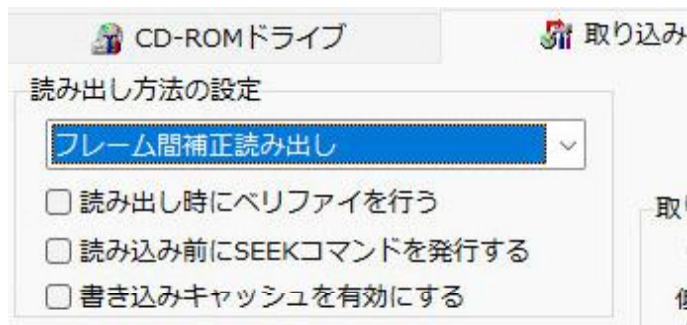 CD-ROMドライブ
取り込み
読み出し方法の設定
フレーム間補正読み出し
読み出し時にベリファイを行う
読み込み前にSEEKコマンドを発行する
書き込みキャッシュを有効にする
取り